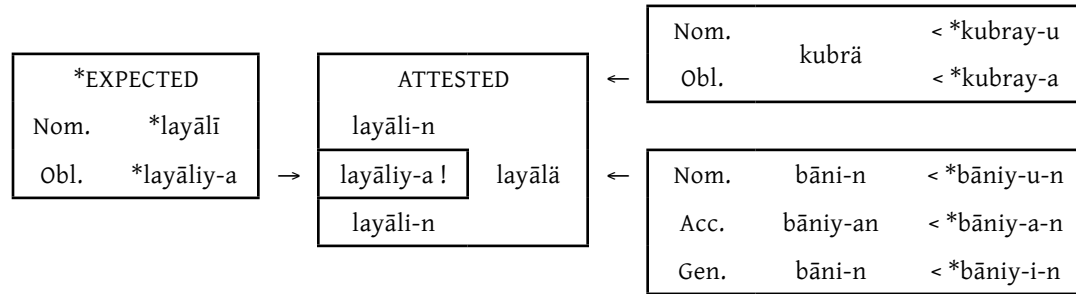 *EXPECTED
Nom. *layālī
Obl. *layāliy-a
→
ATTESTED
layāli-n
layāliy-a ! layālä
layāli-n
←
←
Nom. kubrä < *kubray-u
Obl. < *kubray-a
Nom. bāni-n < *bāniy-u-n
Acc. bāniy-an < *bāniy-a-n
Gen. bāni-n < *bāniy-i-n